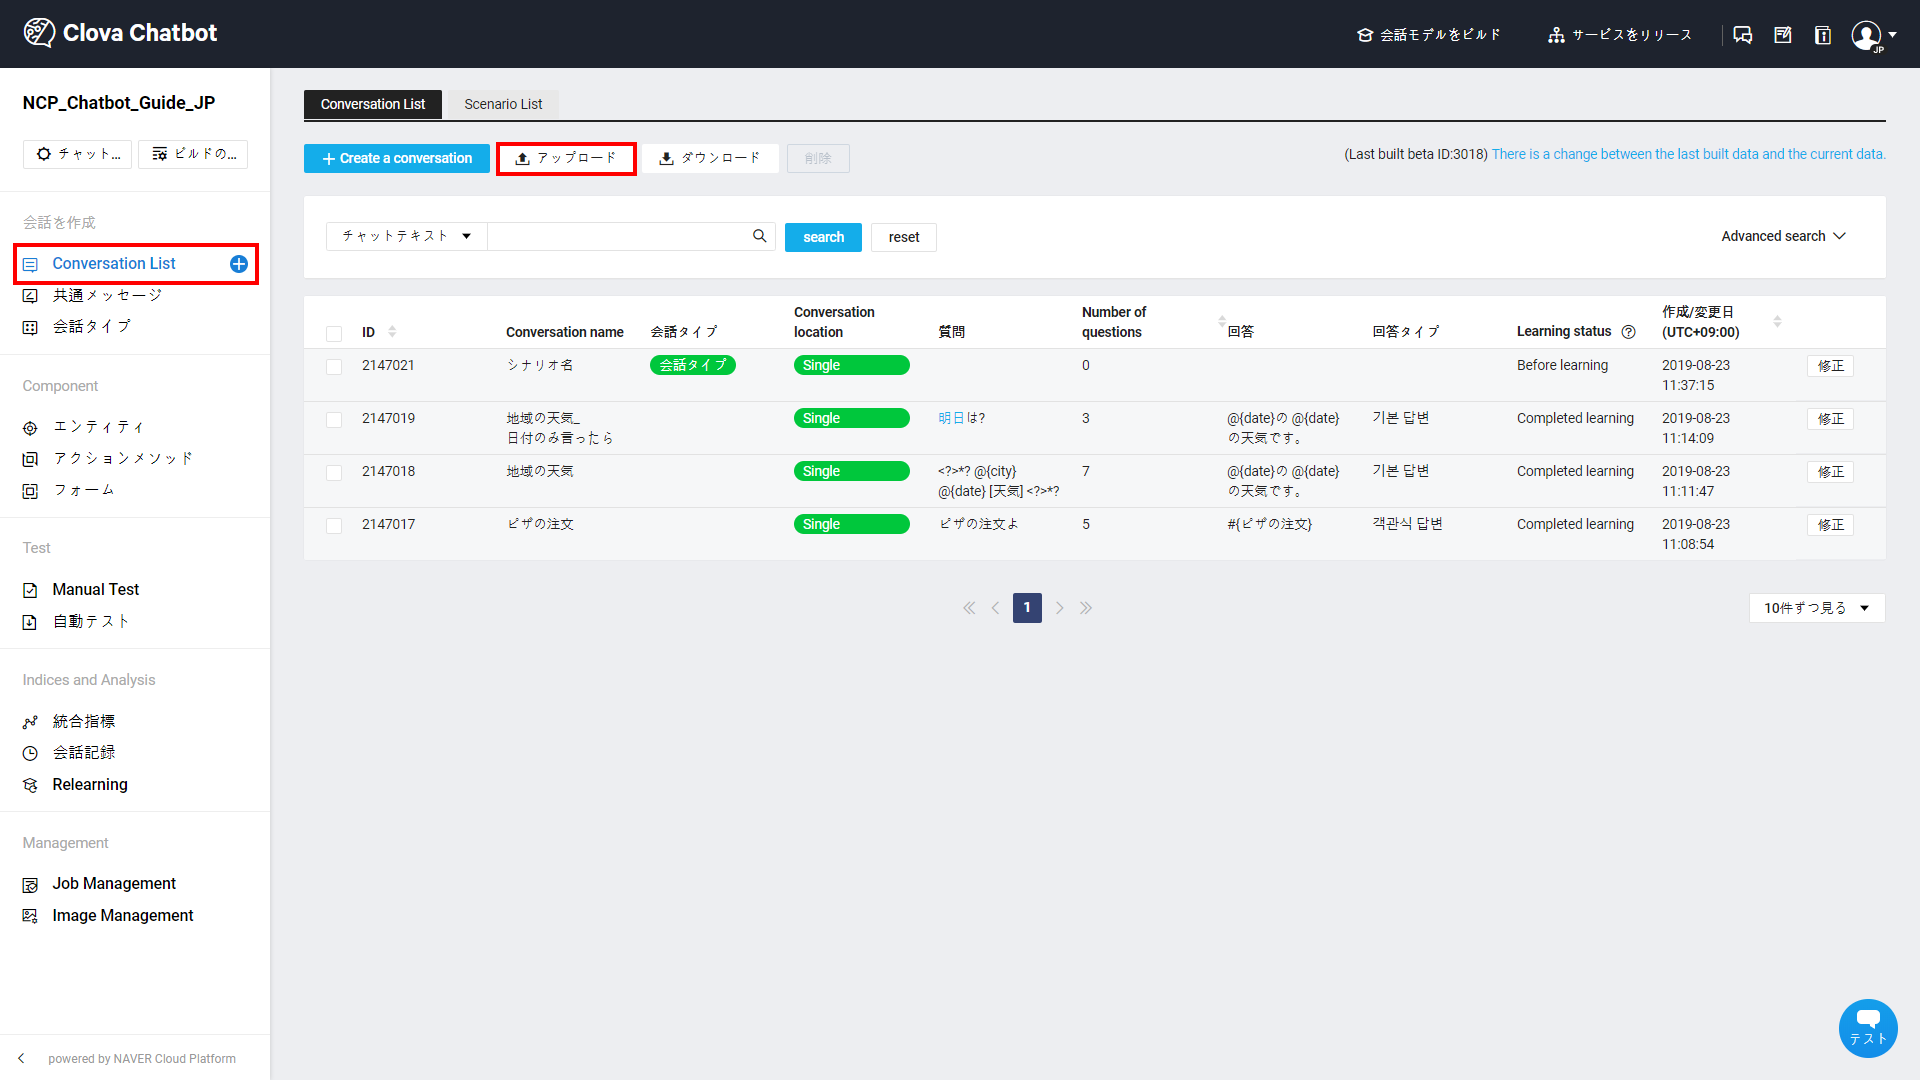 Clova Chatbot
会話モデルをビルド
サービスをリリース
JP
NCP_Chatbot_Guide_JP
チャット...
ビルドの...
会話を作成
Conversation List
共通メッセージ
会話タイプ
Component
エンティティ
アクションメソッド
フォーム
Test
Manual Test
自動テスト
Indices and Analysis
統合指標
会話記録
Relearning
Management
Job Management
Image Management
powered by NAVER Cloud Platform
Conversation List
Scenario List
+ Create a conversation
アップロード
ダウンロード
削除
(Last built beta ID:3018) There is a change between the last built data and the current data.
チャットテキスト
search
reset
Advanced search
ID
Conversation name
会話タイプ
Conversation location
質問
Number of questions
回答
回答タイプ
Learning status
作成/変更日 (UTC+09:00)
2147021
シナリオ名
会話タイプ
Single
0
Before learning
2019-08-23 11:37:15
修正
2147019
地域の天気_
日付のみ言ったら
Single
明日は?
3
@{date}の @{date}
の天気です。
기본 답변
Completed learning
2019-08-23 11:14:09
修正
2147018
地域の天気
Single
<?>*? @{city}
@{date} [天気] <?>*?
7
@{date}の @{date}
の天気です。
기본 답변
Completed learning
2019-08-23 11:11:47
修正
2147017
ピザの注文
Single
ピザの注文よ
5
#{ピザの注文}
객관식 답변
Completed learning
2019-08-23 11:08:54
修正
1
10件ずつ見る
テスト